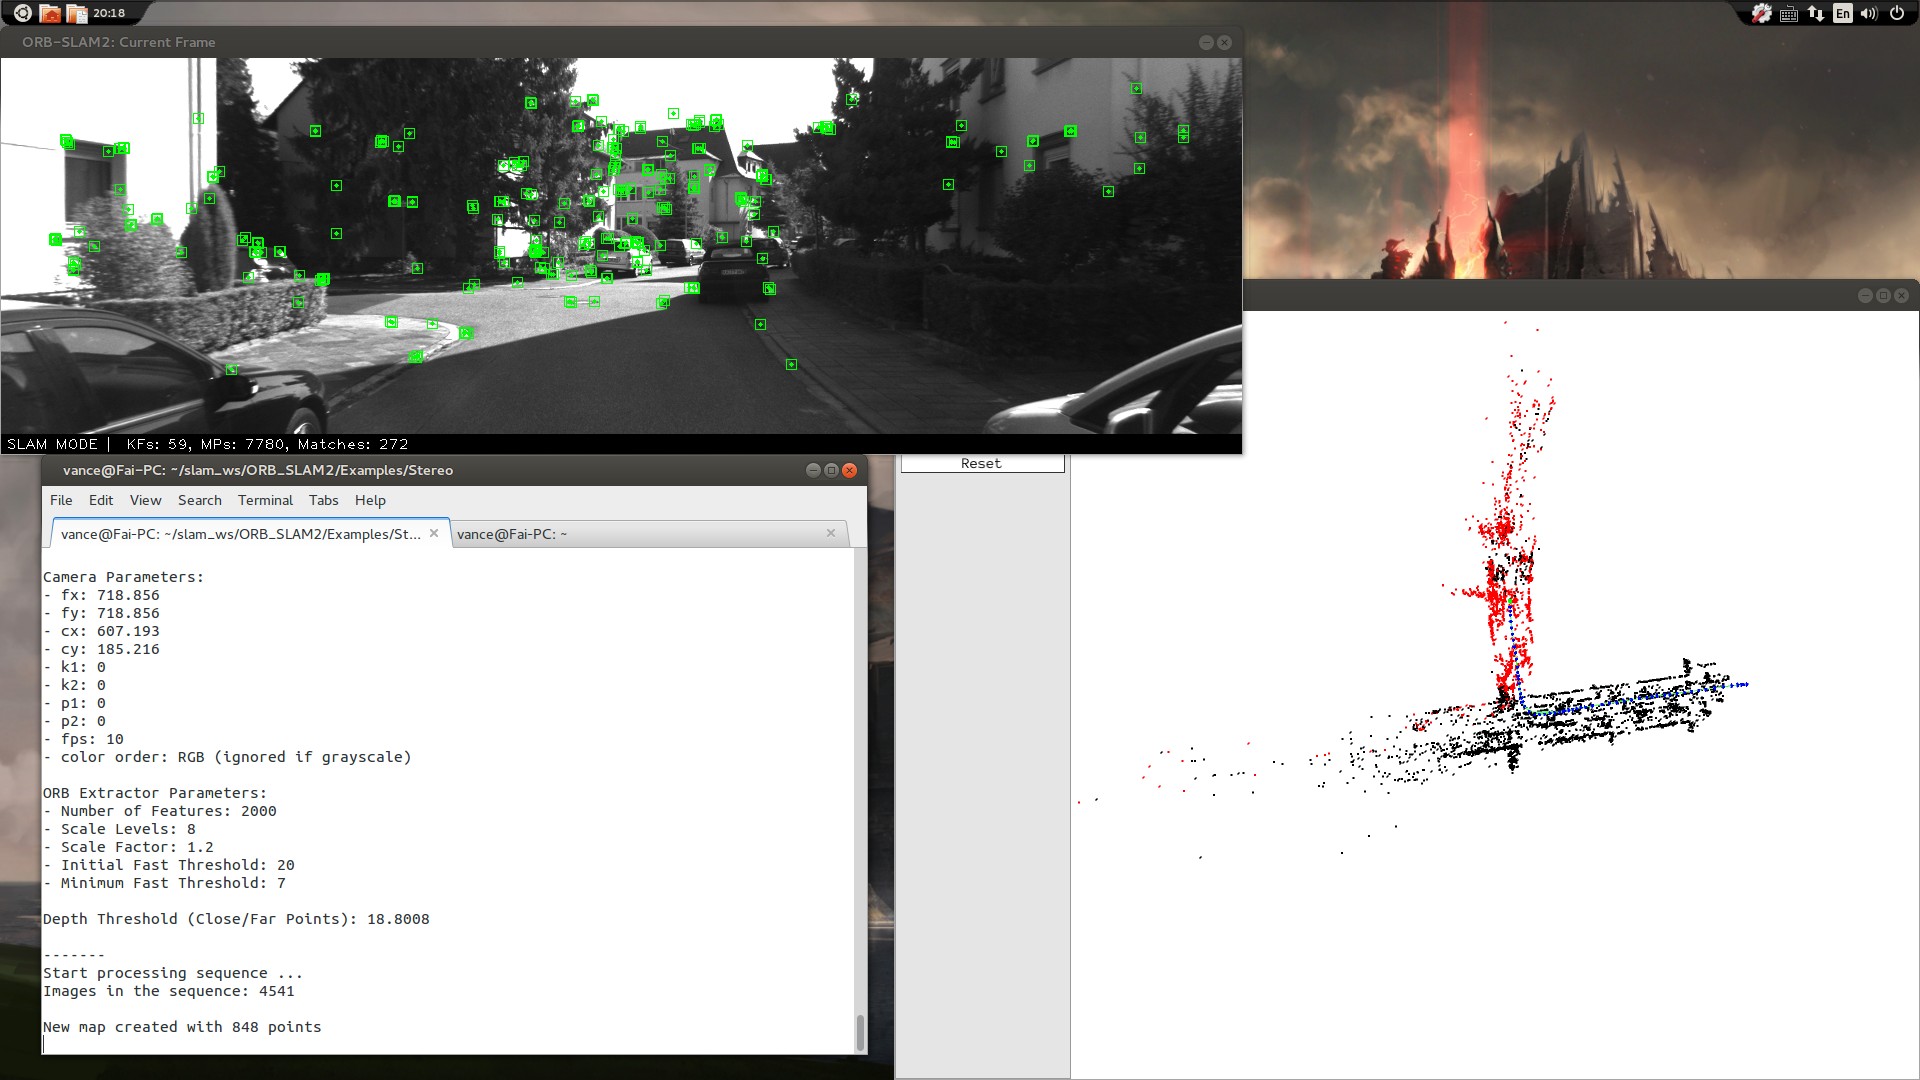 20:18
En
ORB-SLAM2: Current Frame
SLAM MODE | KFs: 59, MPs: 7780, Matches: 272
Reset
vance@Fai-PC: ~/slam_ws/ORB_SLAM2/Examples/Stereo
File Edit View Search Terminal Tabs Help
vance@Fai-PC: ~/slam_ws/ORB_SLAM2/Examples/St... vance@Fai-PC: ~
Camera Parameters:
- fx: 718.856
- fy: 718.856
- cx: 607.193
- cy: 185.216
- k1: 0
- k2: 0
- p1: 0
- p2: 0
- fps: 10
- color order: RGB (ignored if grayscale)
ORB Extractor Parameters:
- Number of Features: 2000
- Scale Levels: 8
- Scale Factor: 1.2
- Initial Fast Threshold: 20
- Minimum Fast Threshold: 7
Depth Threshold (Close/Far Points): 18.8008
-------
Start processing sequence ...
Images in the sequence: 4541
New map created with 848 points